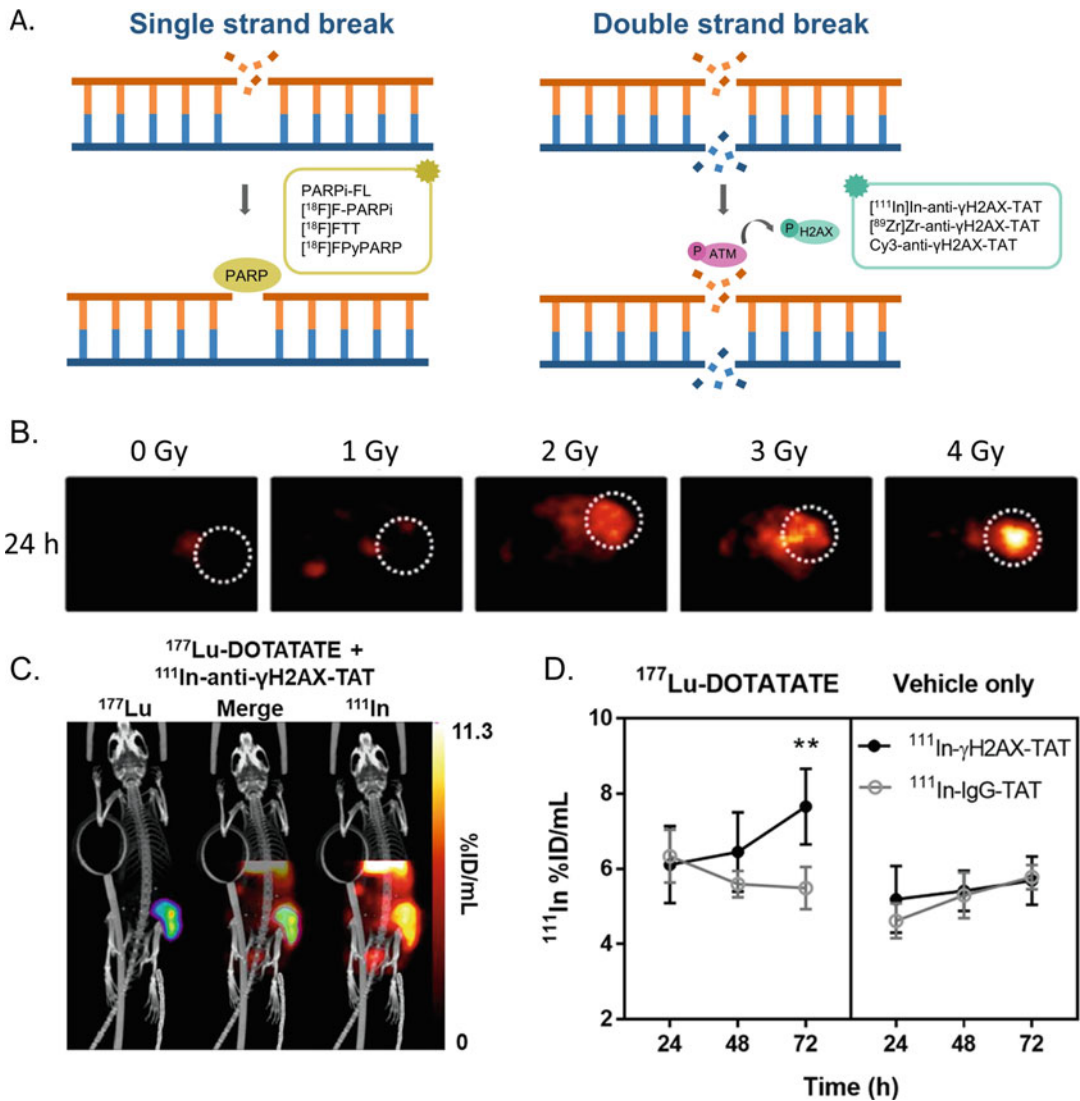 A.
Single strand break
Double strand break
PARPi-FL
[¹⁸F]F-PARPi
[¹⁸F]FTT
[¹⁸F]FPyPARP
PARP
P
ATM
P
H2AX
[¹¹¹In]In-anti-γH2AX-TAT
[⁸⁹Zr]Zr-anti-γH2AX-TAT
Cy3-anti-γH2AX-TAT
B.
0 Gy
1 Gy
2 Gy
3 Gy
4 Gy
24 h
C.
¹⁷⁷Lu-DOTATATE +
¹¹¹In-anti-γH2AX-TAT
¹⁷⁷Lu
Merge
¹¹¹In
11.3
%ID/mL
0
D.
¹⁷⁷Lu-DOTATATE
Vehicle only
¹¹¹In %ID/mL
10
8
6
4
2
**
¹¹¹In-γH2AX-TAT
¹¹¹In-IgG-TAT
24
48
72
24
48
72
Time (h)